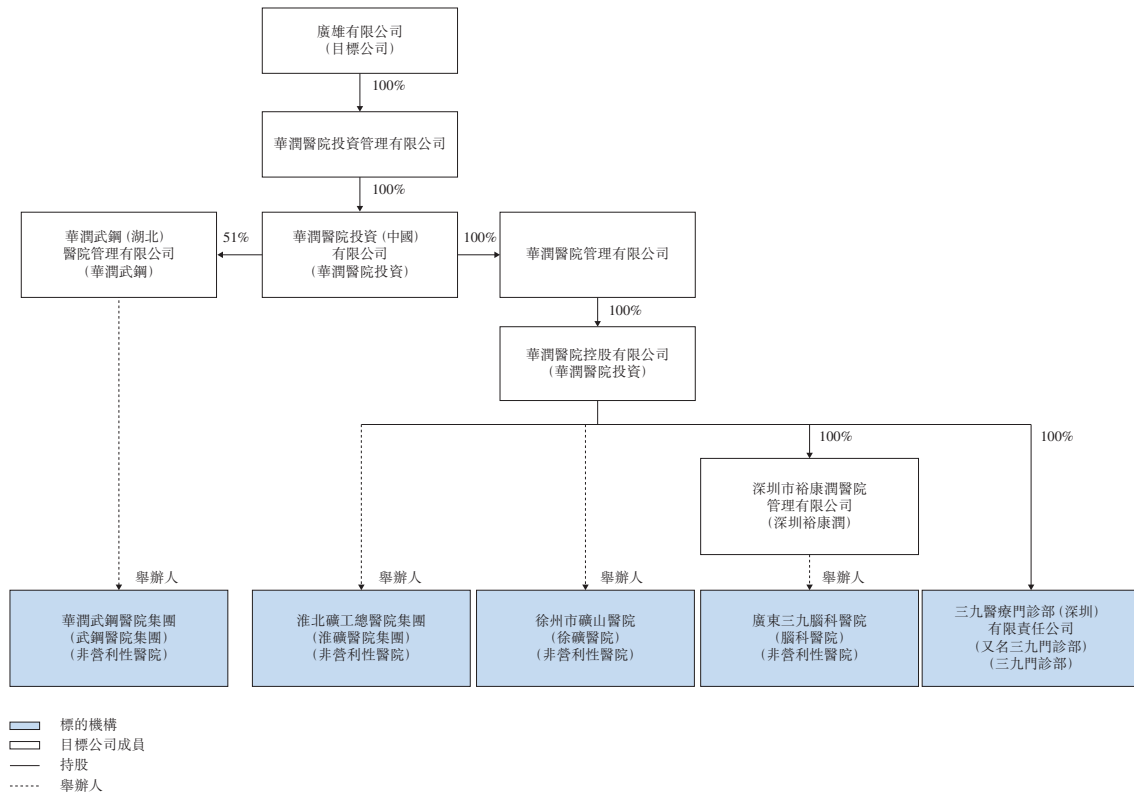 廣雄有限公司
(目標公司)
100%
華潤醫院投資管理有限公司
100%
華潤武鋼(湖北)
醫院管理有限公司
(華潤武鋼)
51%
華潤醫院投資(中國)
有限公司
(華潤醫院投資)
100%
華潤醫院管理有限公司
100%
華潤醫院控股有限公司
(華潤醫院投資)
100%
100%
深圳市裕康潤醫院
管理有限公司
(深圳裕康潤)
舉辦人
舉辦人
舉辦人
舉辦人
華潤武鋼醫院集團
(武鋼醫院集團)
(非營利性醫院)
淮北礦工總醫院集團
(淮礦醫院集團)
(非營利性醫院)
徐州市礦山醫院
(徐礦醫院)
(非營利性醫院)
廣東三九腦科醫院
(腦科醫院)
(非營利性醫院)
三九醫療門診部(深圳)
有限責任公司
(又名三九門診部)
(三九門診部)
標的機構
目標公司成員
持股
舉辦人